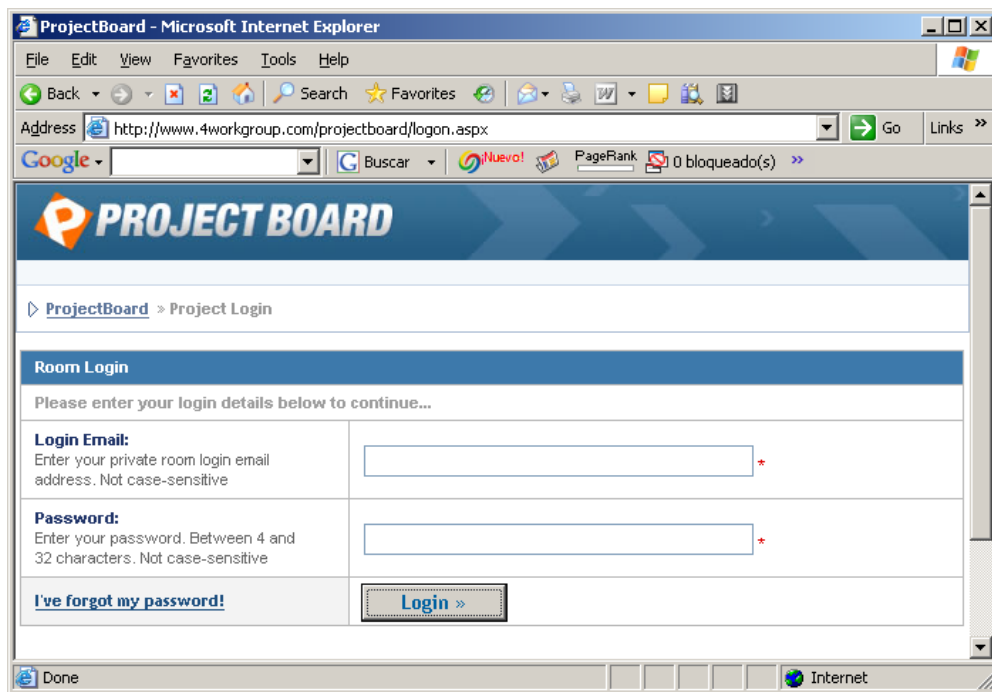 ProjectBoard - Microsoft Internet Explorer
File Edit View Favorites Tools Help
Back Search Favorites W
Address http://www.4workgroup.com/projectboard/logon.aspx Go Links »
Google G Buscar ¡Nuevo! PageRank 0 bloqueado(s) »
P PROJECT BOARD
ProjectBoard » Project Login
Room Login
Please enter your login details below to continue...
Login Email:
Enter your private room login email
address. Not case-sensitive
*
Password:
Enter your password. Between 4 and
32 characters. Not case-sensitive
*
I've forgot my password! Login »
Done Internet